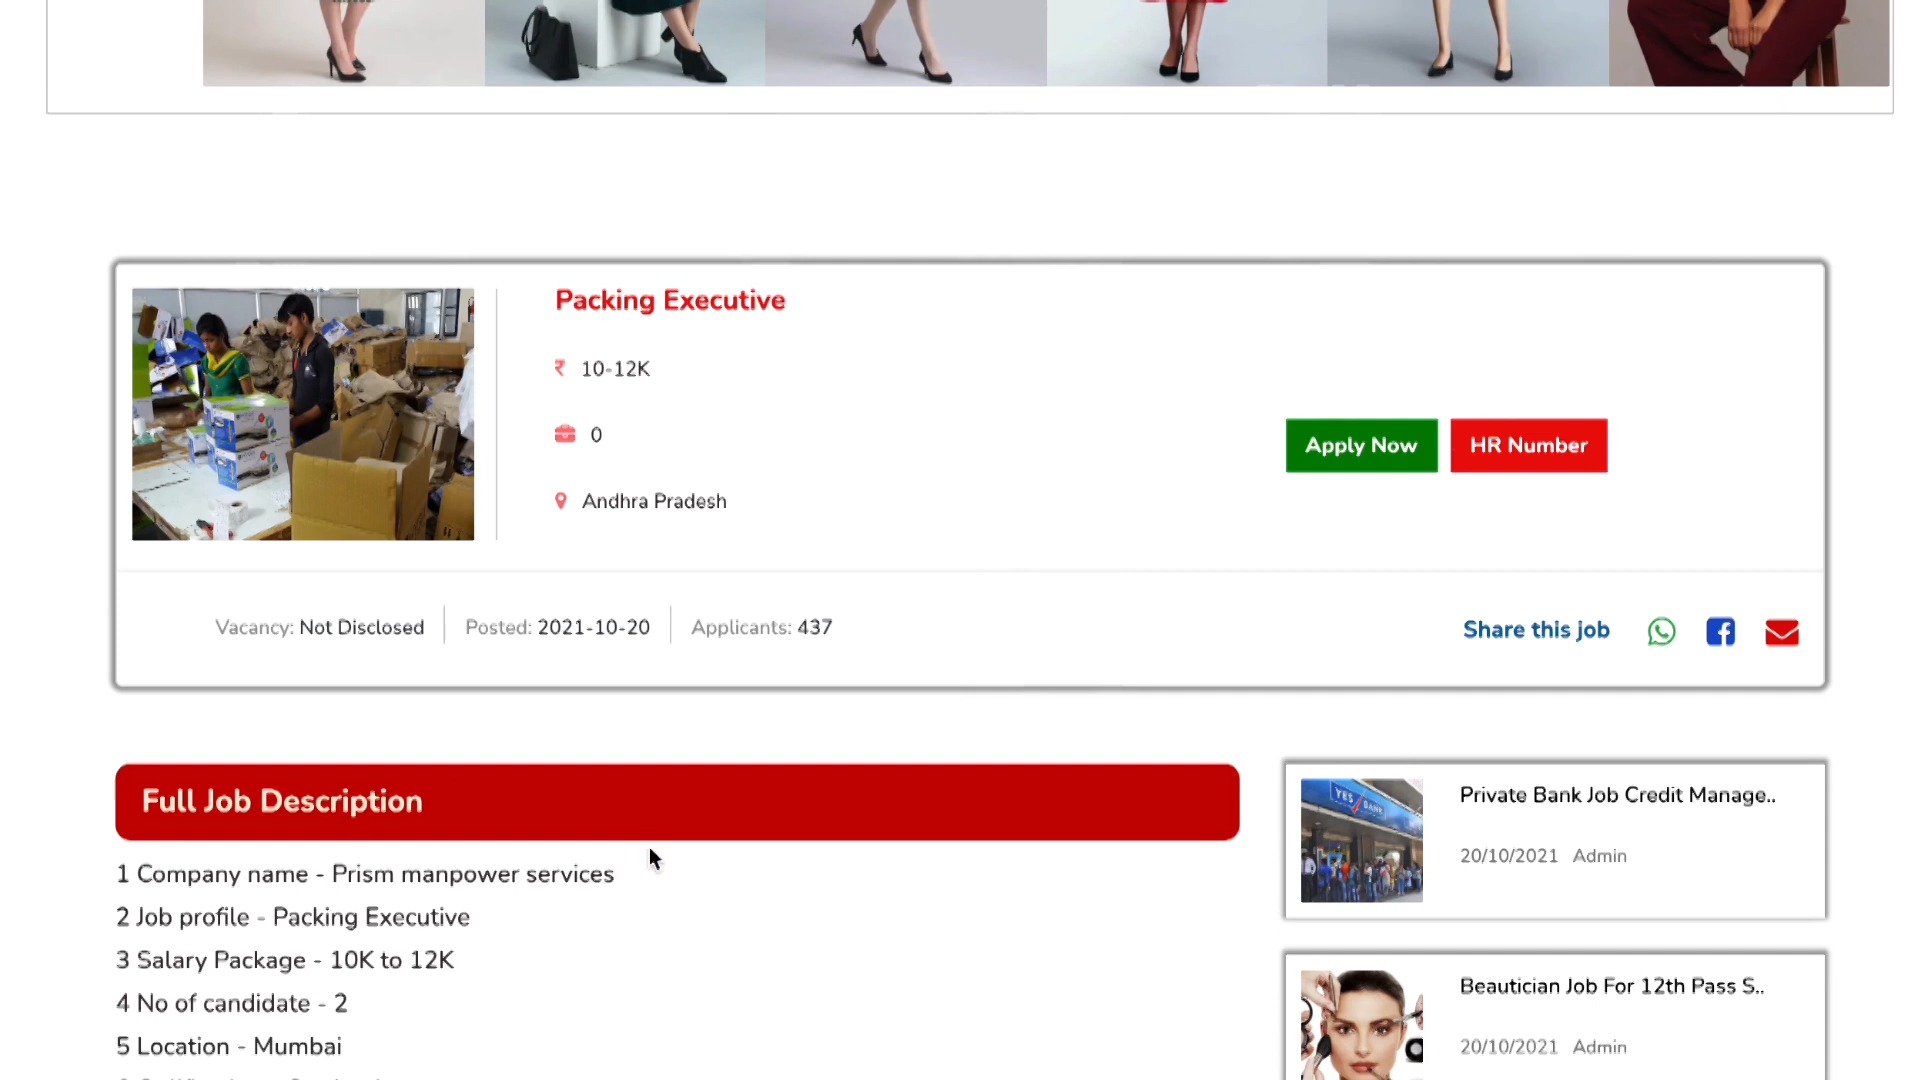 Packing Executive
₹ 10-12K
0
Andhra Pradesh
Apply Now
HR Number
Vacancy: Not Disclosed
Posted: 2021-10-20
Applicants: 437
Share this job
Full Job Description
1 Company name - Prism manpower services
2 Job profile - Packing Executive
3 Salary Package - 10K to 12K
4 No of candidate - 2
5 Location - Mumbai
YES BANK
Private Bank Job Credit Manage..
20/10/2021 Admin
Beautician Job For 12th Pass S..
20/10/2021 Admin